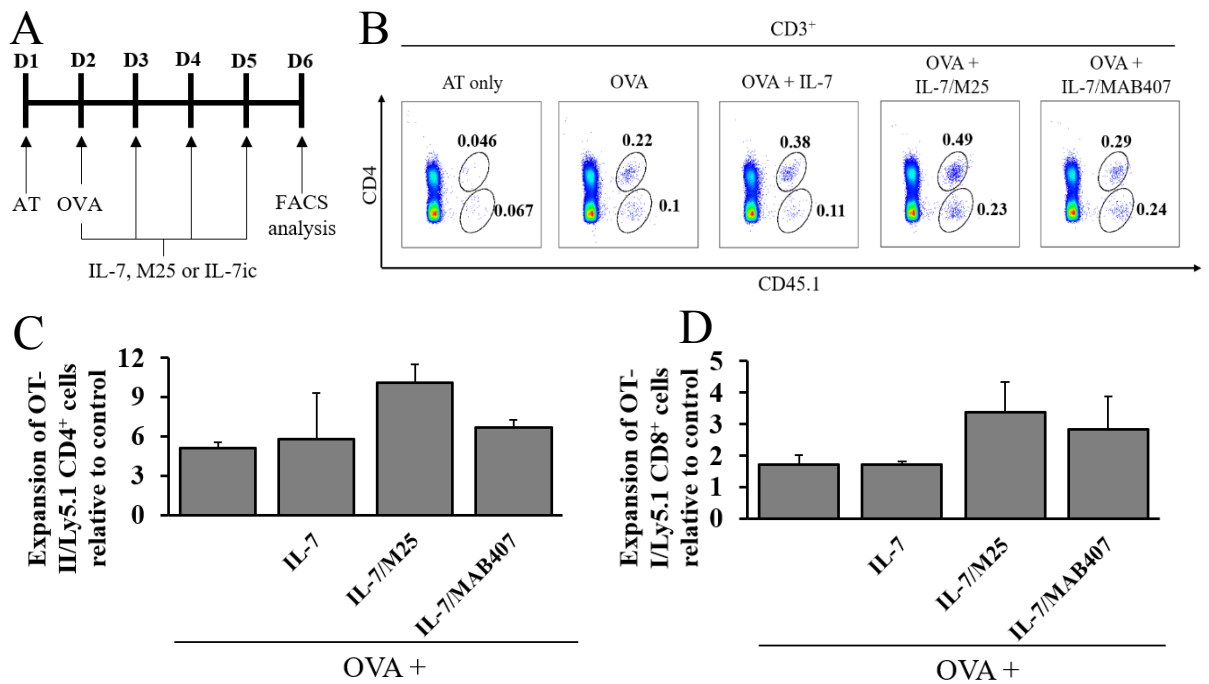 A
D1 D2 D3 D4 D5 D6
AT OVA FACS
analysis
IL-7, M25 or IL-7ic
B
CD3⁺
AT only
OVA
OVA + IL-7
OVA +
IL-7/M25
OVA +
IL-7/MAB407
0.046
0.067
0.22
0.1
0.38
0.11
0.49
0.23
0.29
0.24
CD4
CD45.1
C
Expansion of OT-
II/Ly5.1 CD4⁺ cells
relative to control
12
9
6
3
0
IL-7
IL-7/M25
IL-7/MAB407
OVA +
D
Expansion of OT-
I/Ly5.1 CD8⁺ cells
relative to control
5
4
3
2
1
0
IL-7
IL-7/M25
IL-7/MAB407
OVA +